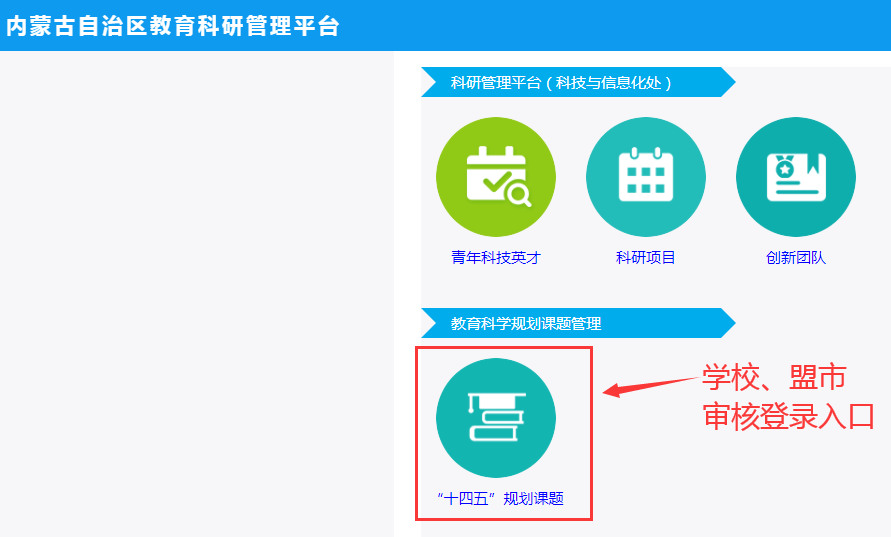 内蒙古自治区教育科研管理平台
科研管理平台（科技与信息化处）
青年科技英才
科研项目
创新团队
教育科学规划课题管理
学校、盟市
审核登录入口
“十四五”规划课题